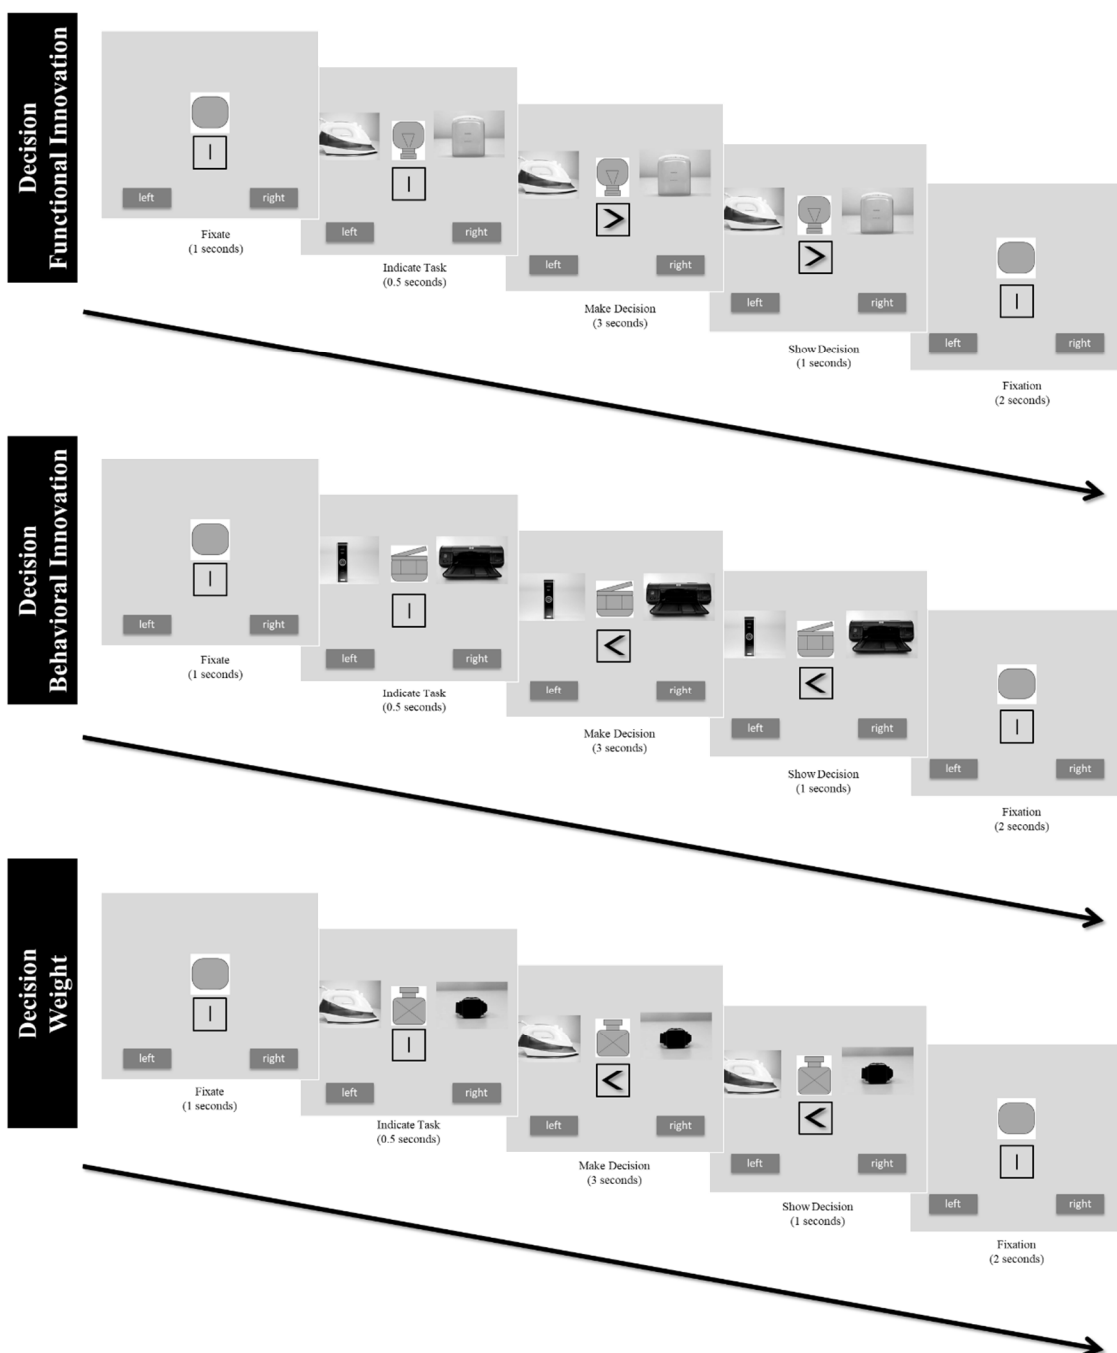 Decision
Functional Innovation
left
right
Fixate
(1 seconds)
left
right
Indicate Task
(0.5 seconds)
left
right
Make Decision
(3 seconds)
left
right
Show Decision
(1 seconds)
left
right
Fixation
(2 seconds)
Decision
Behavioral Innovation
left
right
Fixate
(1 seconds)
left
right
Indicate Task
(0.5 seconds)
left
right
Make Decision
(3 seconds)
left
right
Show Decision
(1 seconds)
left
right
Fixation
(2 seconds)
Decision
Weight
left
right
Fixate
(1 seconds)
left
right
Indicate Task
(0.5 seconds)
left
right
Make Decision
(3 seconds)
left
right
Show Decision
(1 seconds)
left
right
Fixation
(2 seconds)